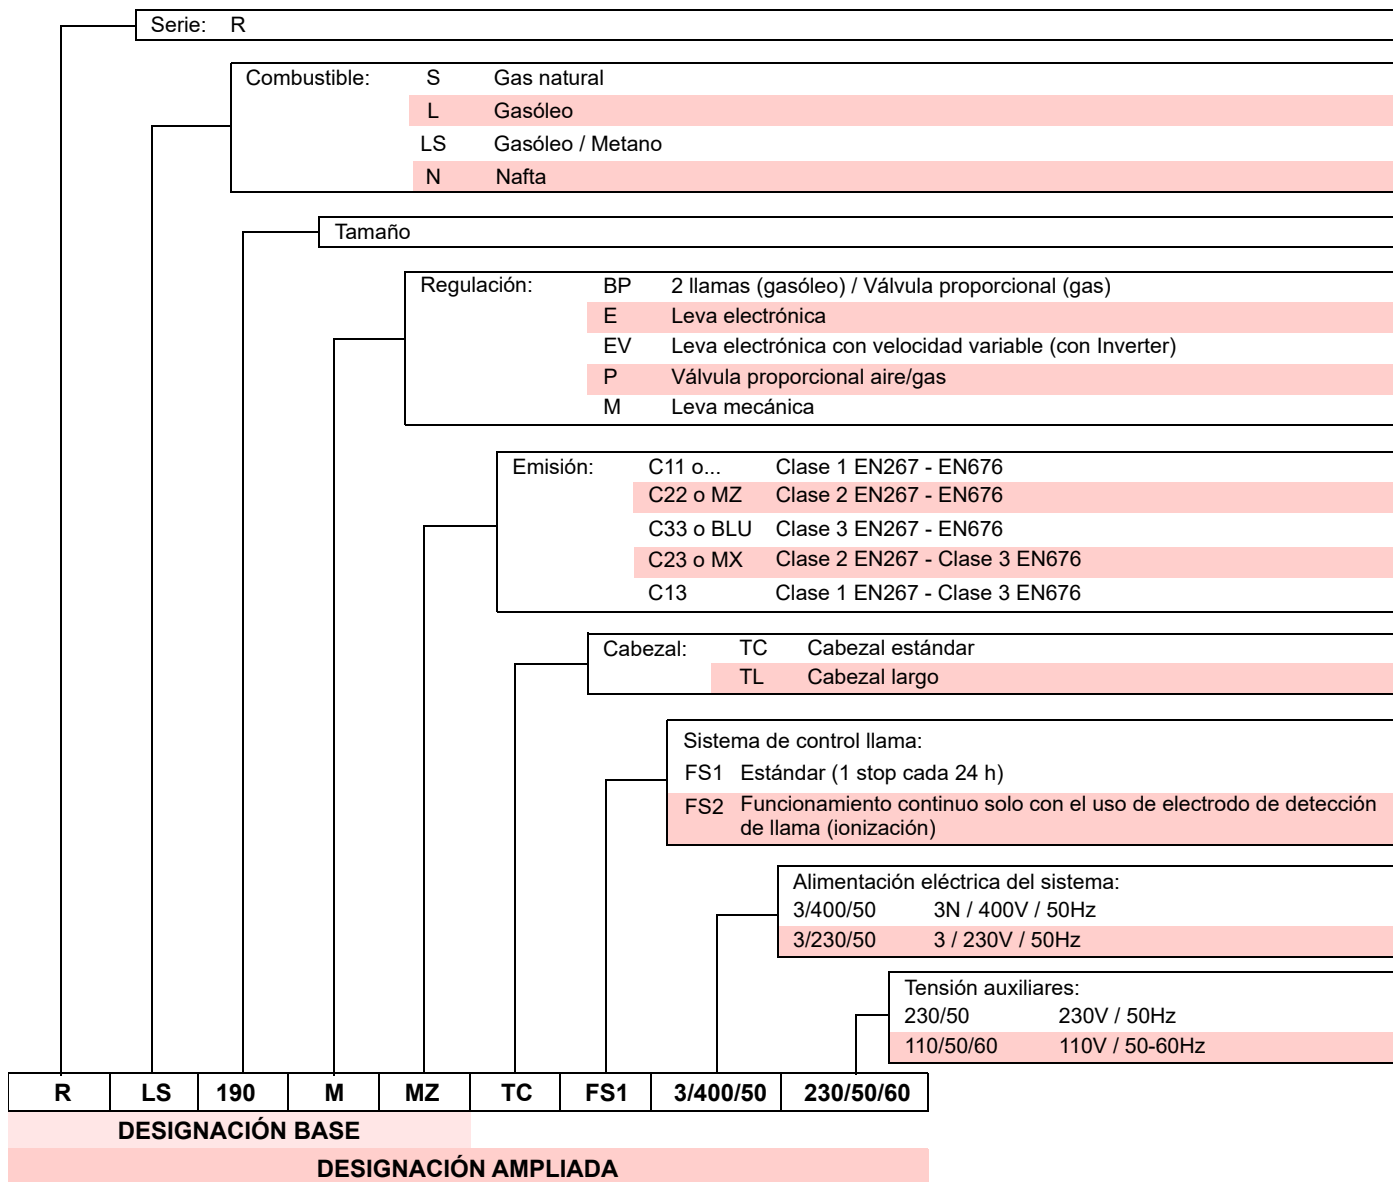 Serie: R
Combustible: S Gas natural
L Gasóleo
LS Gasóleo / Metano
N Nafta
Tamaño
Regulación: BP 2 llamas (gasóleo) / Válvula proporcional (gas)
E Leva electrónica
EV Leva electrónica con velocidad variable (con Inverter)
P Válvula proporcional aire/gas
M Leva mecánica
Emisión: C11 o... Clase 1 EN267 - EN676
C22 o MZ Clase 2 EN267 - EN676
C33 o BLU Clase 3 EN267 - EN676
C23 o MX Clase 2 EN267 - Clase 3 EN676
C13 Clase 1 EN267 - Clase 3 EN676
Cabezal: TC Cabezal estándar
TL Cabezal largo
Sistema de control llama:
FS1 Estándar (1 stop cada 24 h)
FS2 Funcionamiento continuo solo con el uso de electrodo de detección
de llama (ionización)
Alimentación eléctrica del sistema:
3/400/50 3N / 400V / 50Hz
3/230/50 3 / 230V / 50Hz
Tensión auxiliares:
230/50 230V / 50Hz
110/50/60 110V / 50-60Hz
R LS 190 M MZ TC FS1 3/400/50 230/50/60
DESIGNACIÓN BASE
DESIGNACIÓN AMPLIADA